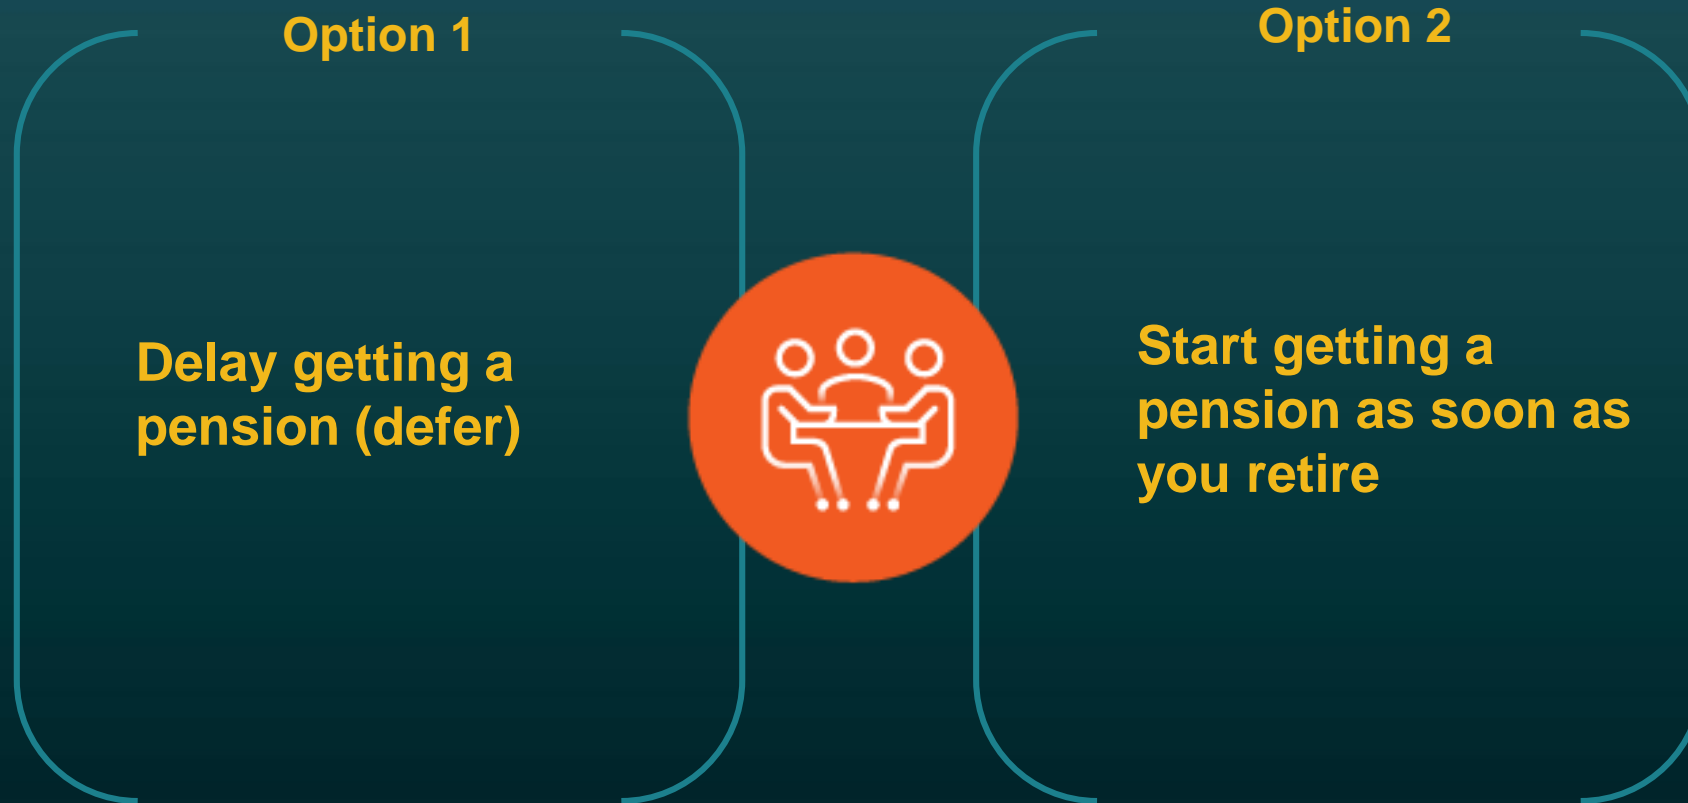 Option 1
Delay getting a
pension (defer)
Option 2
Start getting a
pension as soon as
you retire